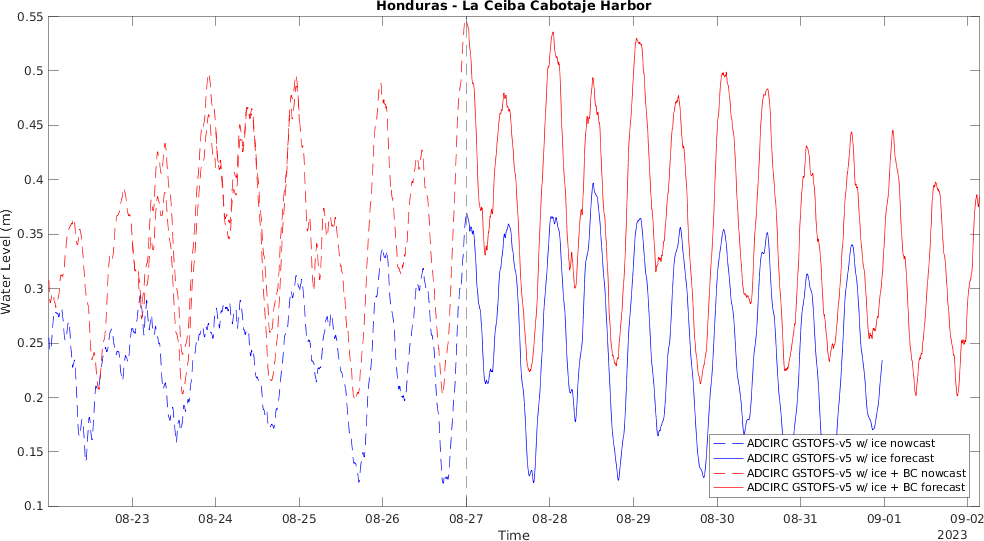 Honduras - La Ceiba Cabotaje Harbor
0.55
0.5
0.45
0.4
0.35
0.3
0.25
0.2
0.15
0.1
Water Level (m)
ADCIRC GSTOFS-v5 w/ ice nowcast
ADCIRC GSTOFS-v5 w/ ice forecast
ADCIRC GSTOFS-v5 w/ ice + BC nowcast
ADCIRC GSTOFS-v5 w/ ice + BC forecast
08-23 08-24 08-25 08-26 08-27 08-28 08-29 08-30 08-31 09-01 09-02
Time
2023